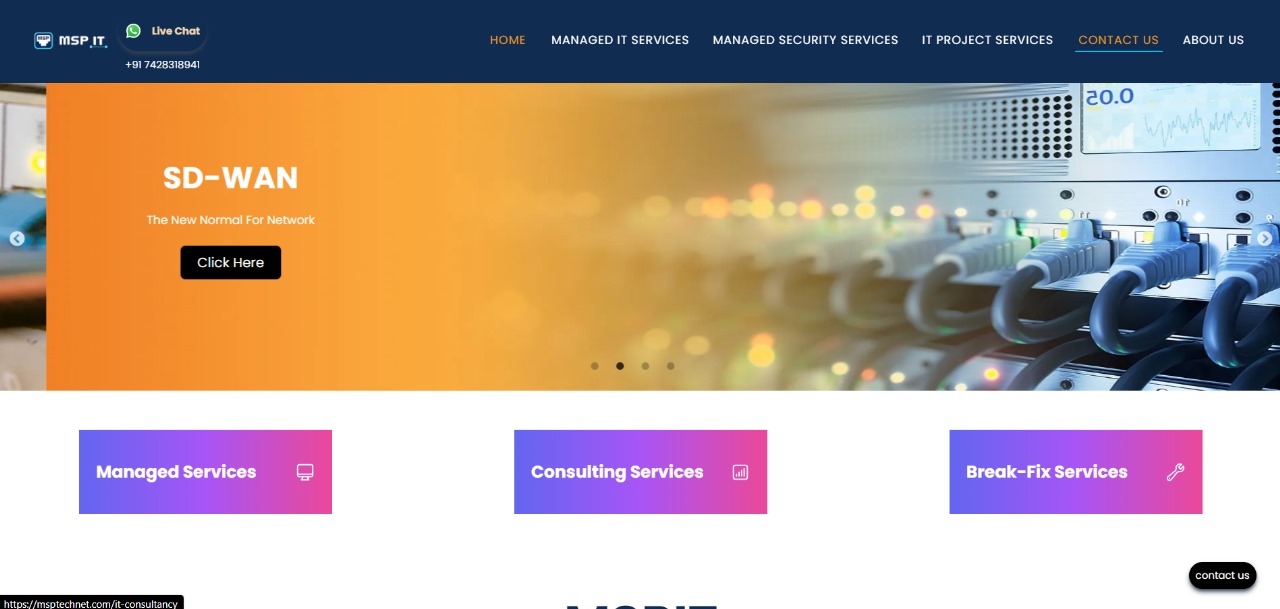 MSP IT
Live Chat
+91 7428318941
HOME
MANAGED IT SERVICES
MANAGED SECURITY SERVICES
IT PROJECT SERVICES
CONTACT US
ABOUT US
SD-WAN
The New Normal For Network
Click Here
50.0
Managed Services
Consulting Services
Break-Fix Services
contact us
MSPIT
https://msptechnet.com/it-consultancy